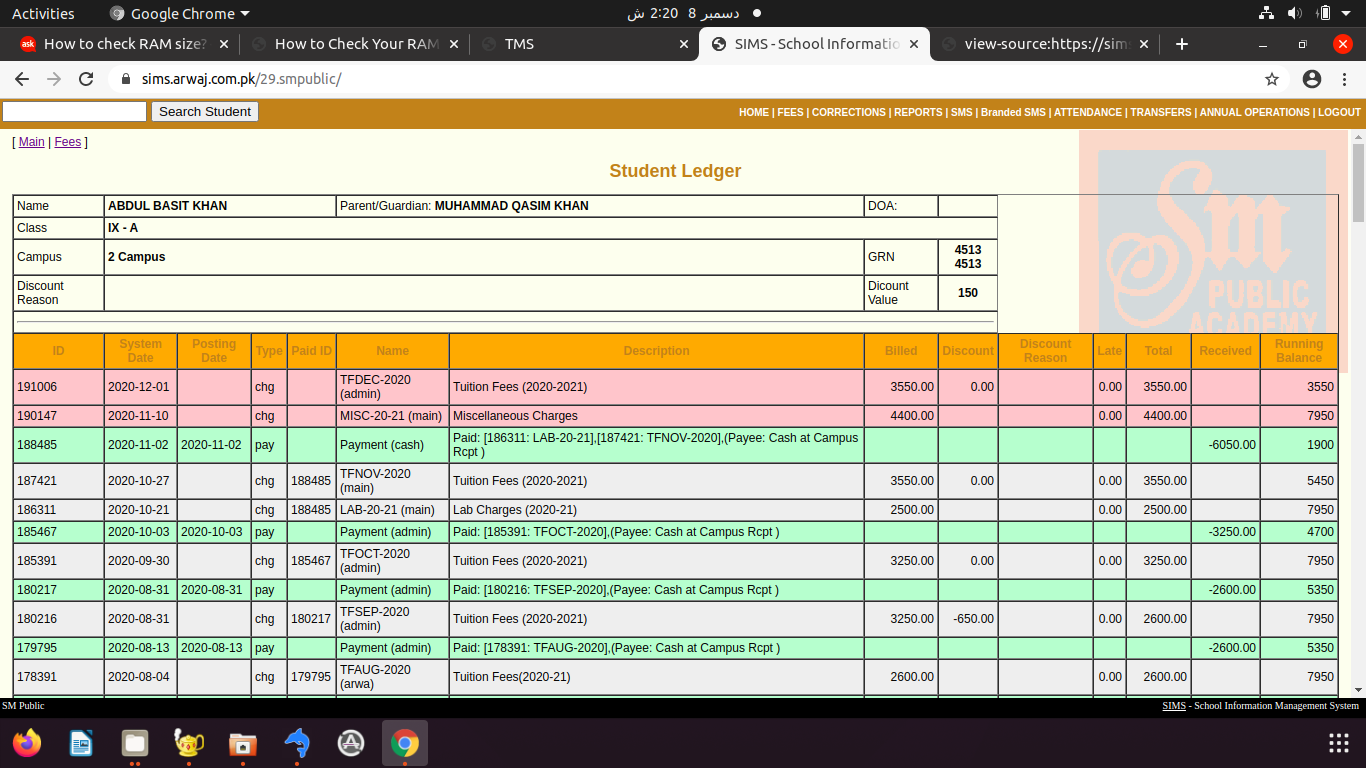 Activities Google Chrome دسمبر 8 2:20 ش
ask How to check RAM size? How to Check Your RAM TMS SIMS - School Informatio view-source:https://sim
sims.arwaj.com.pk/29.smpublic/
Search Student HOME | FEES | CORRECTIONS | REPORTS | SMS | Branded SMS | ATTENDANCE | TRANSFERS | ANNUAL OPERATIONS | LOGOUT
[ Main | Fees ]
Student Ledger
Name ABDUL BASIT KHAN Parent/Guardian: MUHAMMAD QASIM KHAN DOA:
Class IX - A
Campus 2 Campus GRN 4513
4513
Discount Reason Dicount Value 150
Sm
PUBLIC
ACADEMY
ID System Date Posting Date Type Paid ID Name Description Billed Discount Discount Reason Late Total Received Running Balance
191006 2020-12-01 chg TFDEC-2020 (admin) Tuition Fees (2020-2021) 3550.00 0.00 0.00 3550.00 3550
190147 2020-11-10 chg MISC-20-21 (main) Miscellaneous Charges 4400.00 0.00 4400.00 7950
188485 2020-11-02 2020-11-02 pay Payment (cash) Paid: [186311: LAB-20-21],[187421: TFNOV-2020],(Payee: Cash at Campus Rcpt ) -6050.00 1900
187421 2020-10-27 chg 188485 TFNOV-2020 (main) Tuition Fees (2020-2021) 3550.00 0.00 0.00 3550.00 5450
186311 2020-10-21 chg 188485 LAB-20-21 (main) Lab Charges (2020-21) 2500.00 0.00 2500.00 7950
185467 2020-10-03 2020-10-03 pay Payment (admin) Paid: [185391: TFOCT-2020],(Payee: Cash at Campus Rcpt ) -3250.00 4700
185391 2020-09-30 chg 185467 TFOCT-2020 (admin) Tuition Fees (2020-2021) 3250.00 0.00 0.00 3250.00 7950
180217 2020-08-31 2020-08-31 pay Payment (admin) Paid: [180216: TFSEP-2020],(Payee: Cash at Campus Rcpt ) -2600.00 5350
180216 2020-08-31 chg 180217 TFSEP-2020 (admin) Tuition Fees (2020-2021) 3250.00 -650.00 0.00 2600.00 7950
179795 2020-08-13 2020-08-13 pay Payment (admin) Paid: [178391: TFAUG-2020],(Payee: Cash at Campus Rcpt ) -2600.00 5350
178391 2020-08-04 chg 179795 TFAUG-2020 (arwa) Tuition Fees(2020-21) 2600.00 0.00 2600.00 7950
SM Public SIMS - School Information Management System